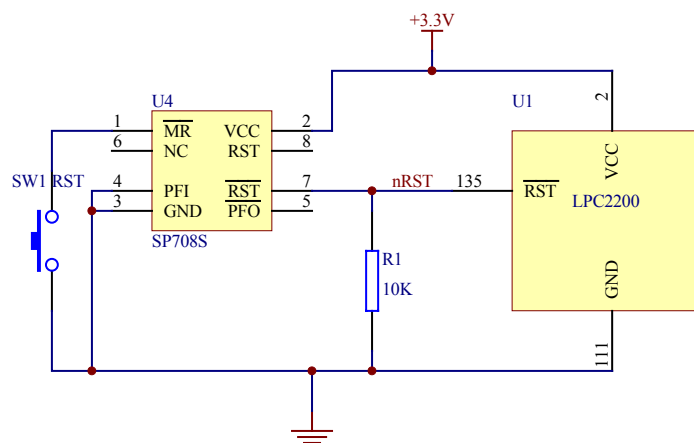 +3.3V
U4
U1
1 MR VCC 2
6 NC RST 8
4 PFI RST 7
3 GND PFO 5
SP708S
SW1 RST
nRST
135 RST
LPC2200
2
VCC
GND
111
R1
10K